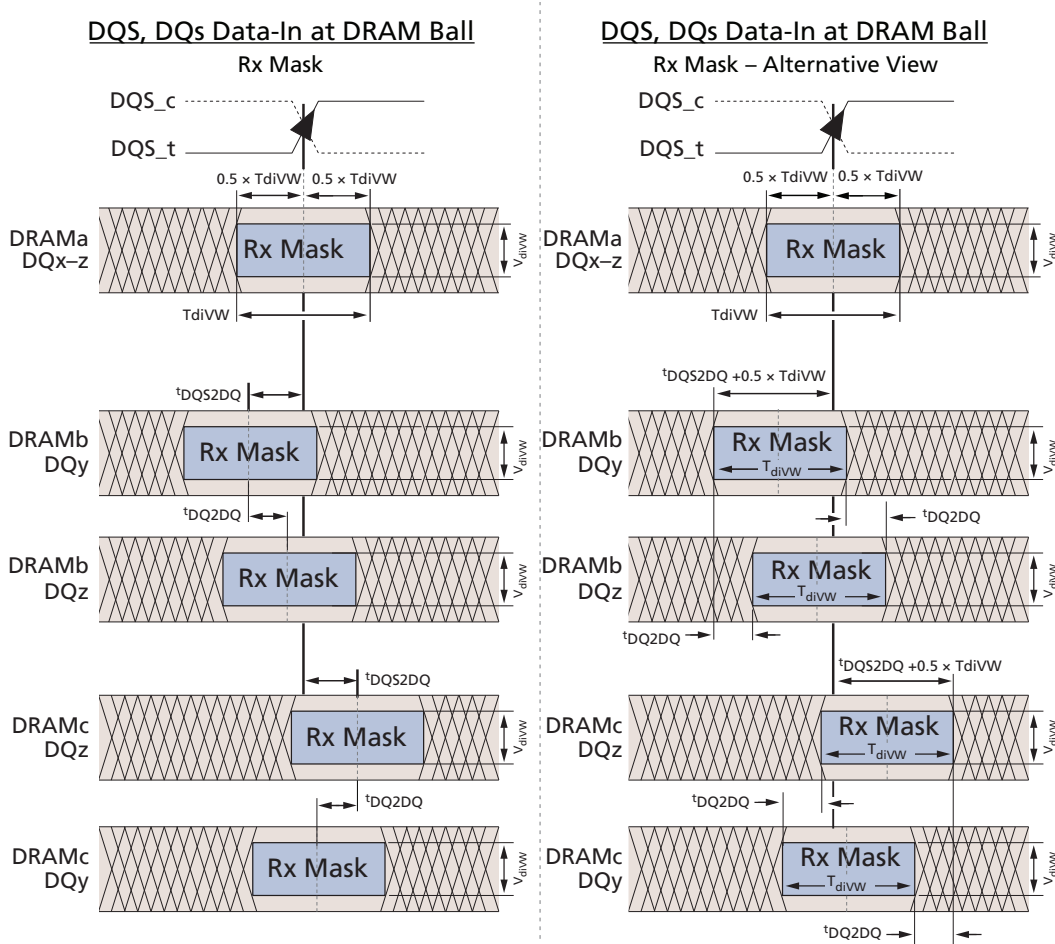 DQS, DQs Data-In at DRAM Ball
Rx Mask
DQS_c
DQS_t
0.5 × TdiVW
0.5 × TdiVW
DRAMa
DQx–z
Rx Mask
VdiVW
TdiVW
tDQS2DQ
DRAMb
DQy
Rx Mask
VdiVW
tDQ2DQ
DRAMb
DQz
Rx Mask
VdiVW
tDQS2DQ
DRAMc
DQz
Rx Mask
VdiVW
tDQ2DQ
DRAMc
DQy
Rx Mask
VdiVW
DQS, DQs Data-In at DRAM Ball
Rx Mask – Alternative View
DQS_c
DQS_t
0.5 × TdiVW
0.5 × TdiVW
DRAMa
DQx–z
Rx Mask
VdiVW
TdiVW
tDQS2DQ +0.5 × TdiVW
DRAMb
DQy
Rx Mask
TdiVW
VdiVW
tDQ2DQ
DRAMb
DQz
Rx Mask
TdiVW
VdiVW
tDQ2DQ
tDQS2DQ +0.5 × TdiVW
DRAMc
DQz
Rx Mask
TdiVW
VdiVW
tDQ2DQ
DRAMc
DQy
Rx Mask
TdiVW
VdiVW
tDQ2DQ